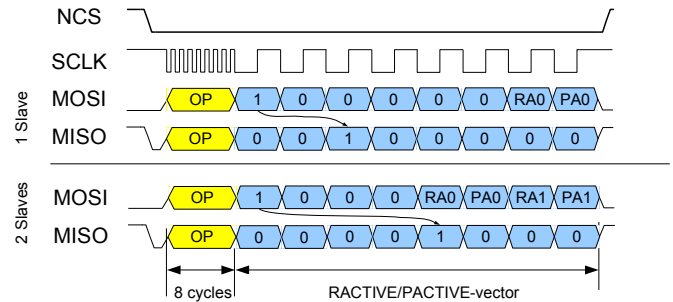 NCS
SCLK
1 Slave
MOSI OP 1 0 0 0 0 0 RA0 PA0
MISO OP 0 0 1 0 0 0 0 0
2 Slaves
MOSI OP 1 0 0 0 RA0 PA0 RA1 PA1
MISO OP 0 0 0 0 1 0 0 0
8 cycles RACTIVE/PACTIVE-vector